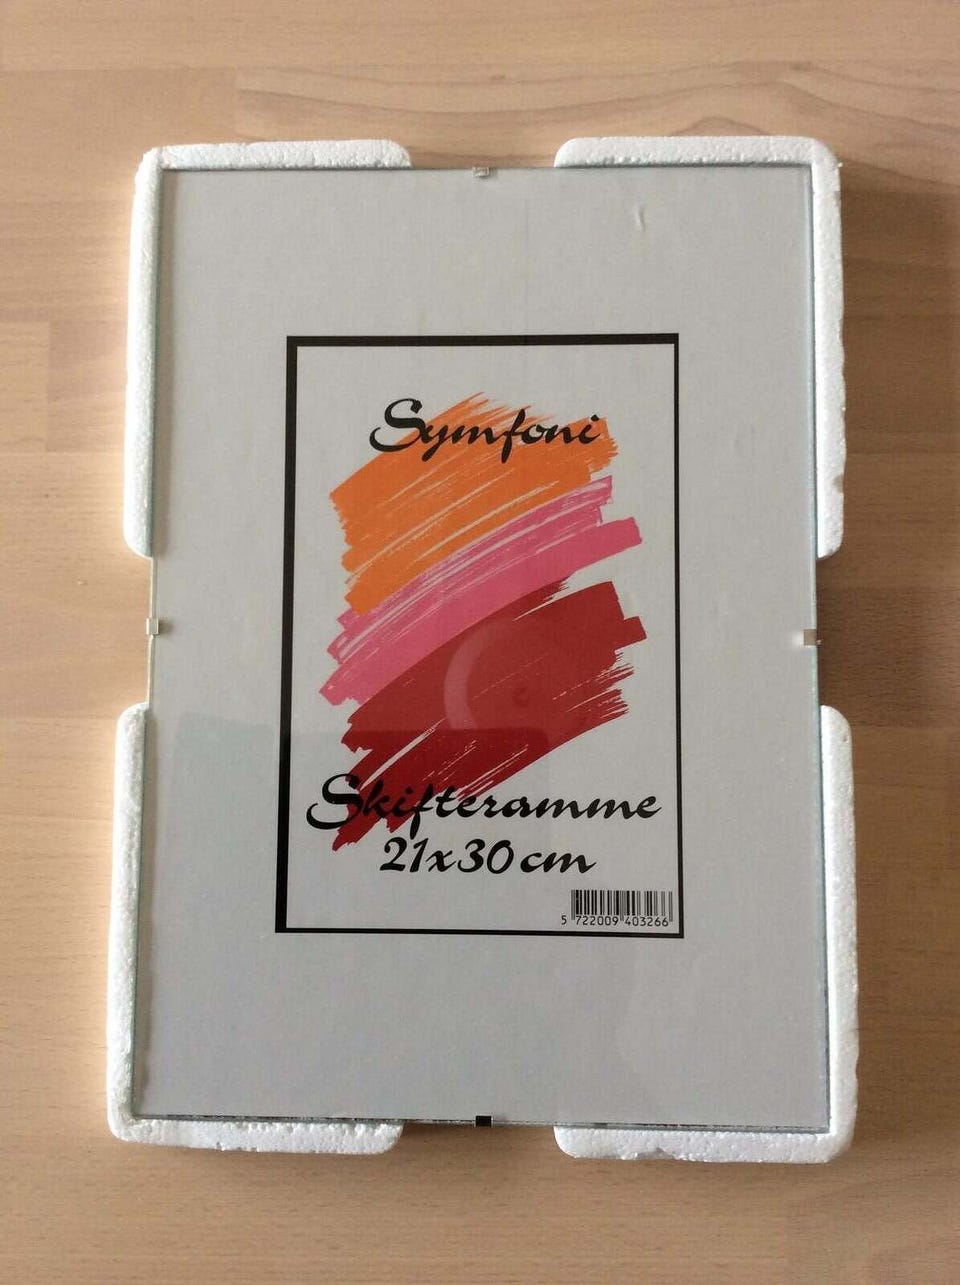 Symfoni
Skifteramme
21x30 cm
5 722009 403266